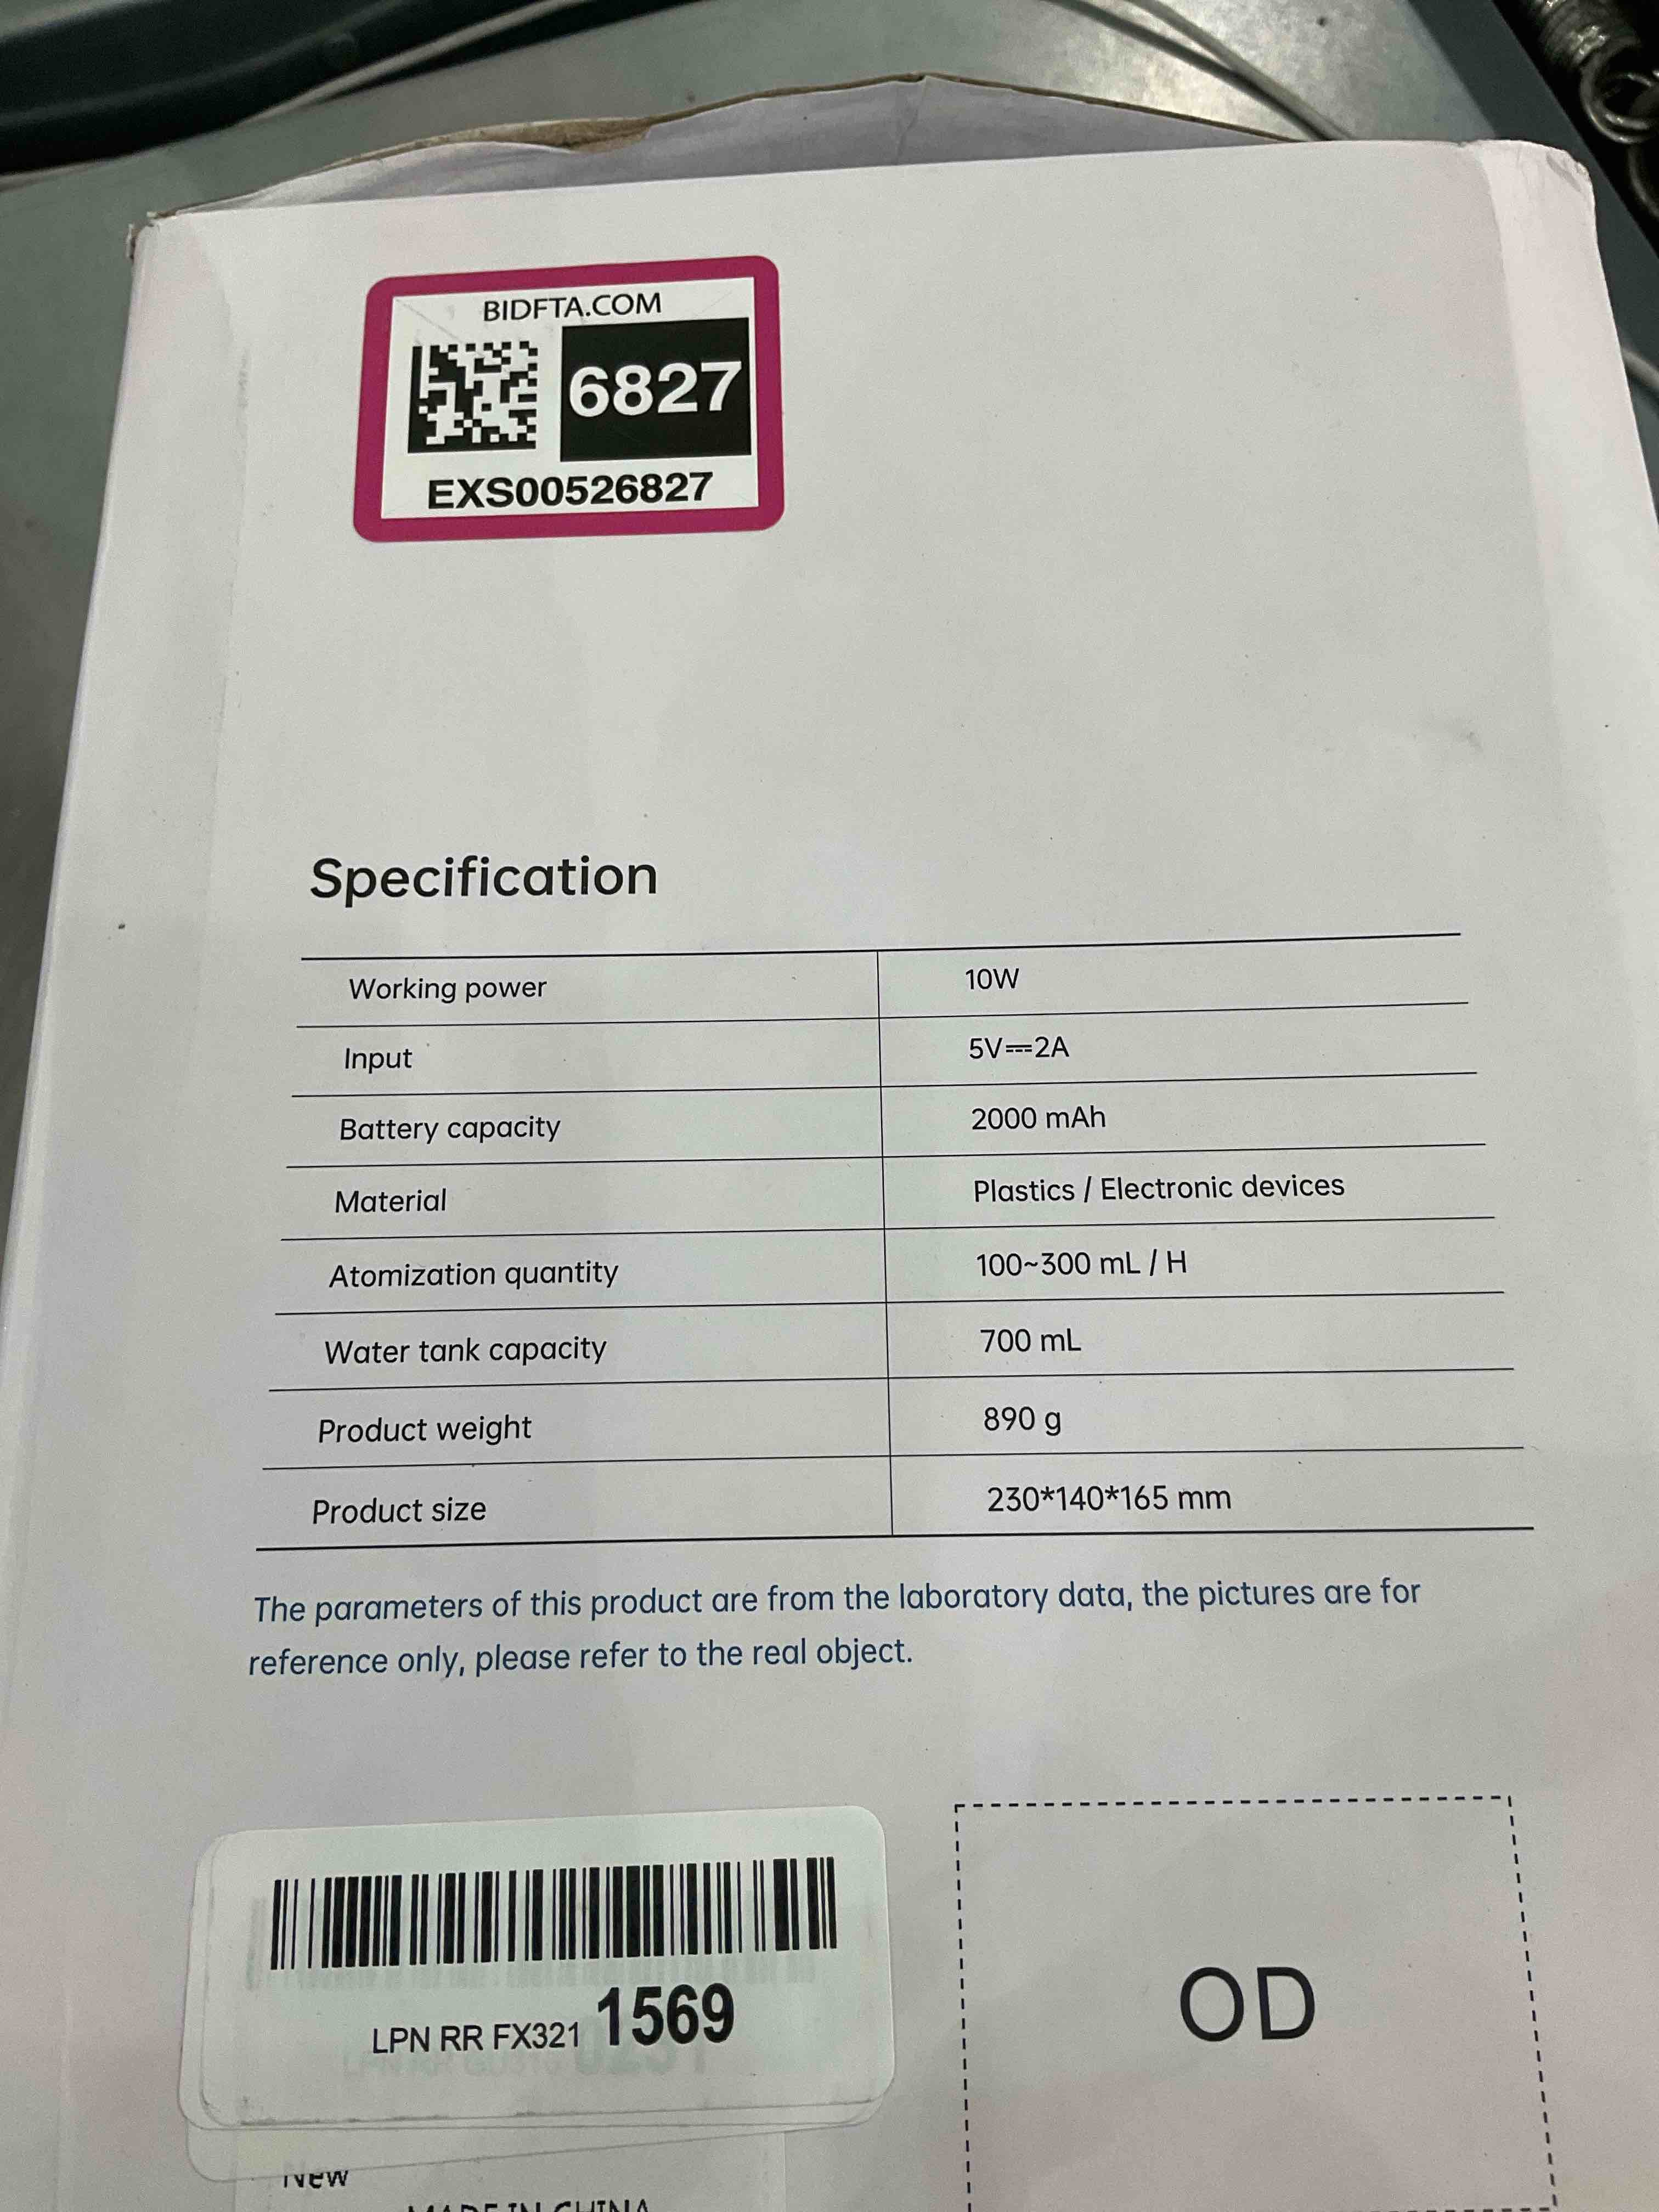 BIDFTA.COM
6827
EXS00526827
Specification
Working power 10W
Input 5V⎓2A
Battery capacity 2000 mAh
Material Plastics / Electronic devices
Atomization quantity 100~300 mL / H
Water tank capacity 700 mL
Product weight 890 g
Product size 230*140*165 mm
The parameters of this product are from the laboratory data, the pictures are for
reference only, please refer to the real object.
LPN RR FX321 1569
OD
New
MADE IN CHINA